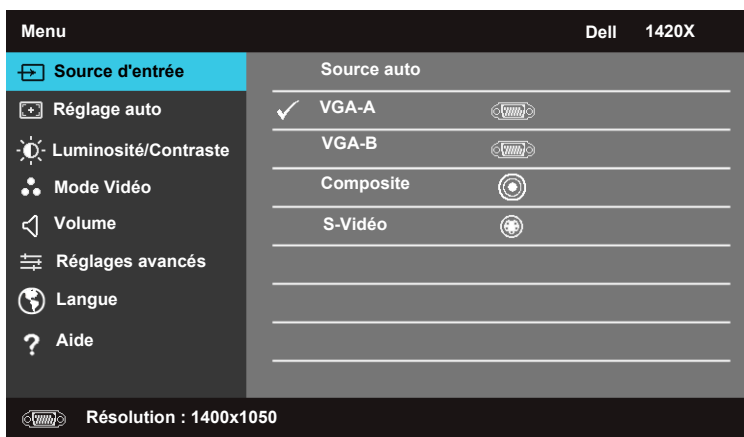 Menu Dell 1420X
Source d'entrée
Réglage auto
Luminosité/Contraste
Mode Vidéo
Volume
Réglages avancés
Langue
Aide
Source auto
VGA-A
VGA-B
Composite
S-Vidéo
Résolution : 1400x1050